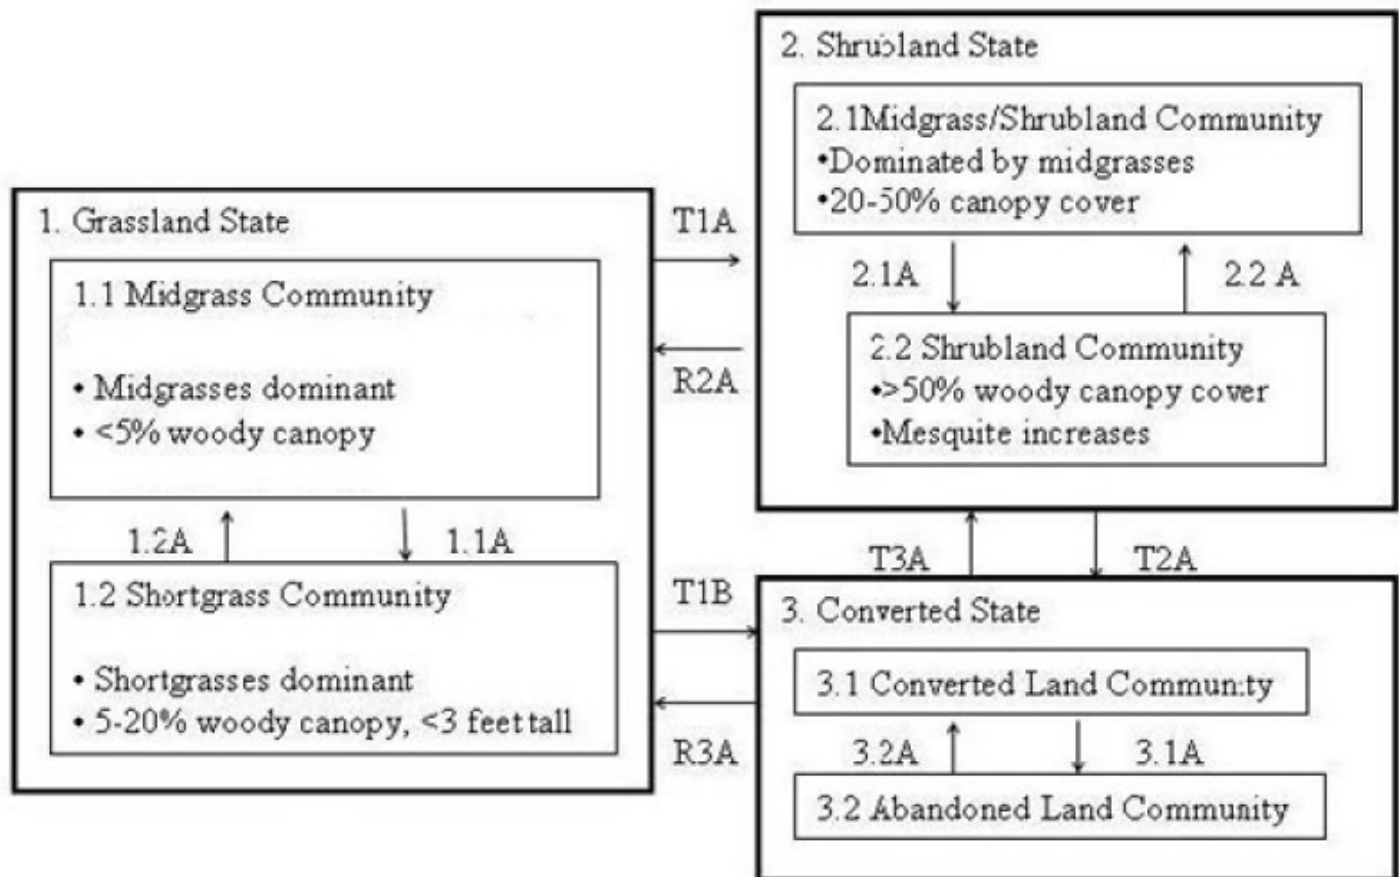 1. Grassland State
1.1 Midgrass Community
• Midgrasses dominant
• <5% woody canopy
1.2A
1.1A
1.2 Shortgrass Community
• Shortgrasses dominant
• 5-20% woody canopy, <3 feet tall
T1A
R2A
T1B
R3A
2. Shrubland State
2.1Midgrass/Shrubland Community
•Dominated by midgrasses
•20-50% canopy cover
2.1A
2.2 A
2.2 Shrubland Community
•>50% woody canopy cover
•Mesquite increases
T3A
T2A
3. Converted State
3.1 Converted Land Community
3.2A
3.1A
3.2 Abandoned Land Community